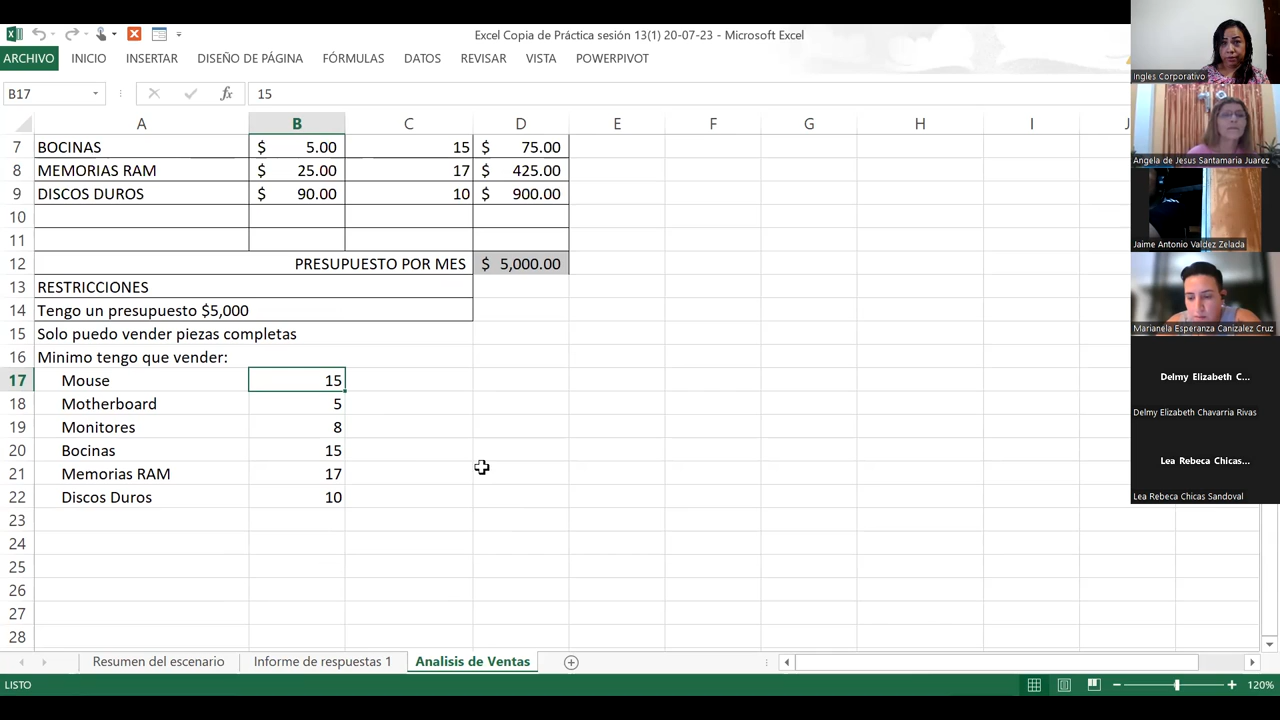 Excel Copia de Práctica sesión 13(1) 20-07-23 - Microsoft Excel
ARCHIVO INICIO INSERTAR DISEÑO DE PÁGINA FÓRMULAS DATOS REVISAR VISTA POWERPIVOT
B17 fx 15
A B C D E F G H I J
7 BOCINAS $ 5.00 15 $ 75.00
8 MEMORIAS RAM $ 25.00 17 $ 425.00
9 DISCOS DUROS $ 90.00 10 $ 900.00
10
11
12 PRESUPUESTO POR MES $ 5,000.00
13 RESTRICCIONES
14 Tengo un presupuesto $5,000
15 Solo puedo vender piezas completas
16 Minimo tengo que vender:
17 Mouse 15
18 Motherboard 5
19 Monitores 8
20 Bocinas 15
21 Memorias RAM 17
22 Discos Duros 10
23
24
25
26
27
28
Resumen del escenario Informe de respuestas 1 Analisis de Ventas
LISTO 120%
Ingles Corporativo
Angela de Jesus Santamaria Juarez
Jaime Antonio Valdez Zelada
Marianela Esperanza Canizalez Cruz
Delmy Elizabeth C...
Delmy Elizabeth Chavarria Rivas
Lea Rebeca Chicas...
Lea Rebeca Chicas Sandoval